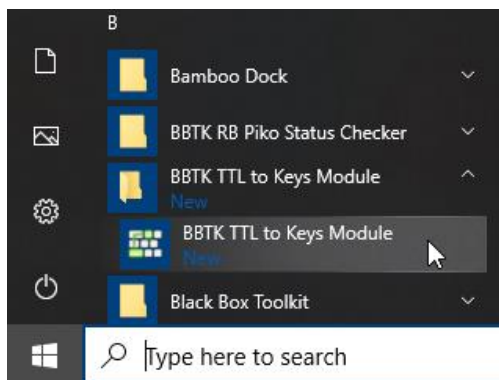 B
Bamboo Dock
BBTK RB Piko Status Checker
BBTK TTL to Keys Module
New
BBTK TTL to Keys Module
New
Black Box Toolkit
Type here to search